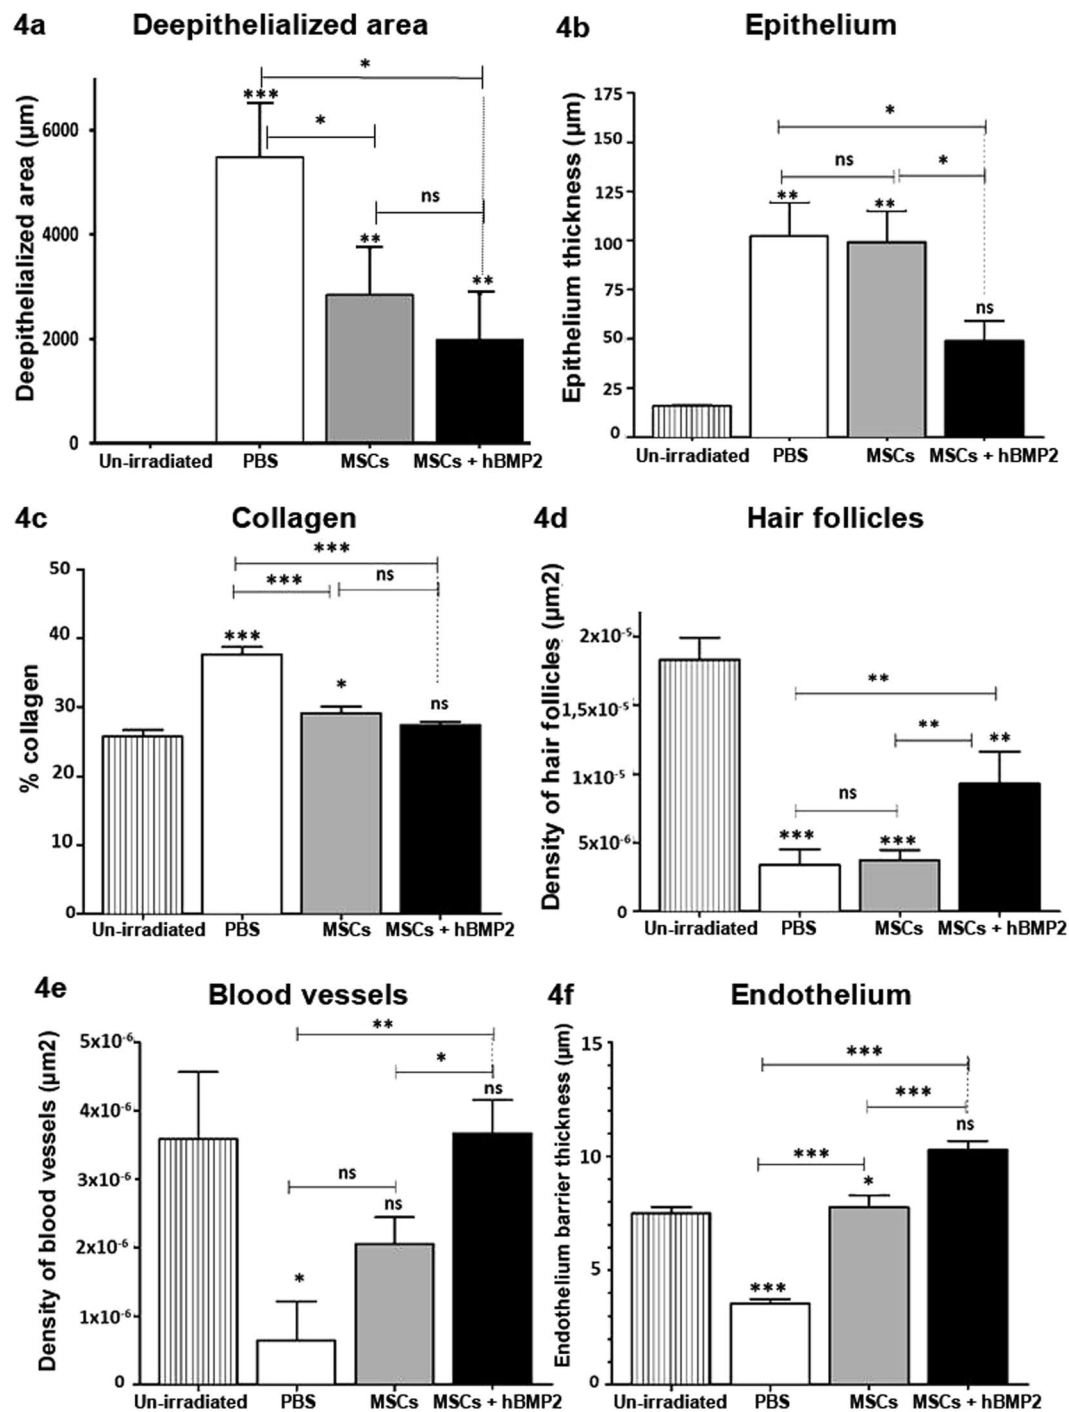 4a Deepithelialized area
Deepithelialized area (µm)
*
***
*
ns
**
**
6000
4000
2000
0
Un-irradiated PBS MSCs MSCs + hBMP2
4b Epithelium
Epithelium thickness (µm)
175
150
125
100
75
50
25
0
*
ns *
** **
ns
Un-irradiated PBS MSCs MSCs + hBMP2
4c Collagen
% collagen
50
40
30
20
10
0
***
*** ns
***
*
ns
Un-irradiated PBS MSCs MSCs + hBMP2
4d Hair follicles
Density of hair follicles (µm2)
2x10-5
1,5x10-5
1x10-5
5x10-6
0
**
**
**
ns
*** ***
Un-irradiated PBS MSCs MSCs + hBMP2
4e Blood vessels
Density of blood vessels (µm2)
5x10-6
4x10-6
3x10-6
2x10-6
1x10-6
0
**
*
ns
ns
ns
*
Un-irradiated PBS MSCs MSCs + hBMP2
4f Endothelium
Endothelium barrier thickness (µm)
15
10
5
0
***
***
ns
***
*
***
Un-irradiated PBS MSCs MSCs + hBMP2